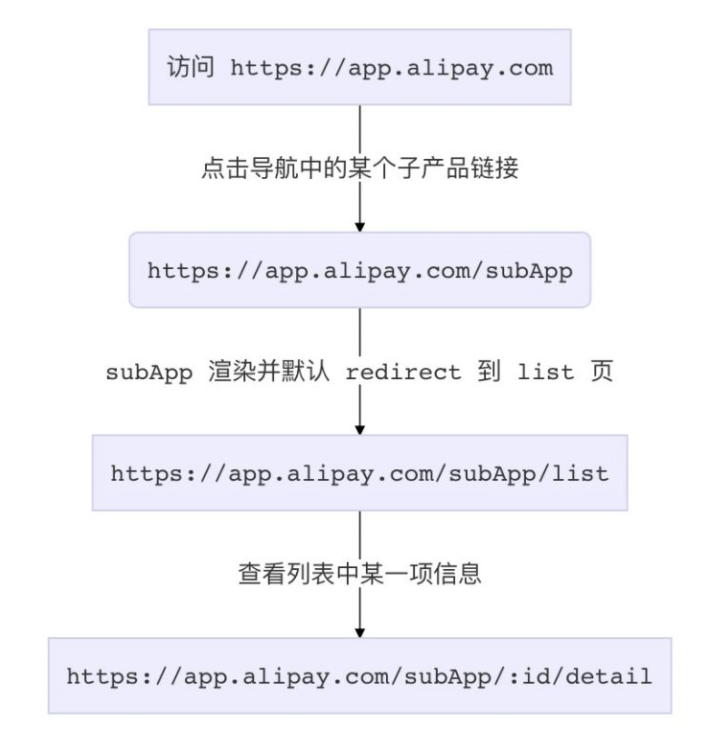 访问 https://app.alipay.com
点击导航中的某个子产品链接
https://app.alipay.com/subApp
subApp 渲染并默认 redirect 到 list 页
https://app.alipay.com/subApp/list
查看列表中某一项信息
https://app.alipay.com/subApp/:id/detail